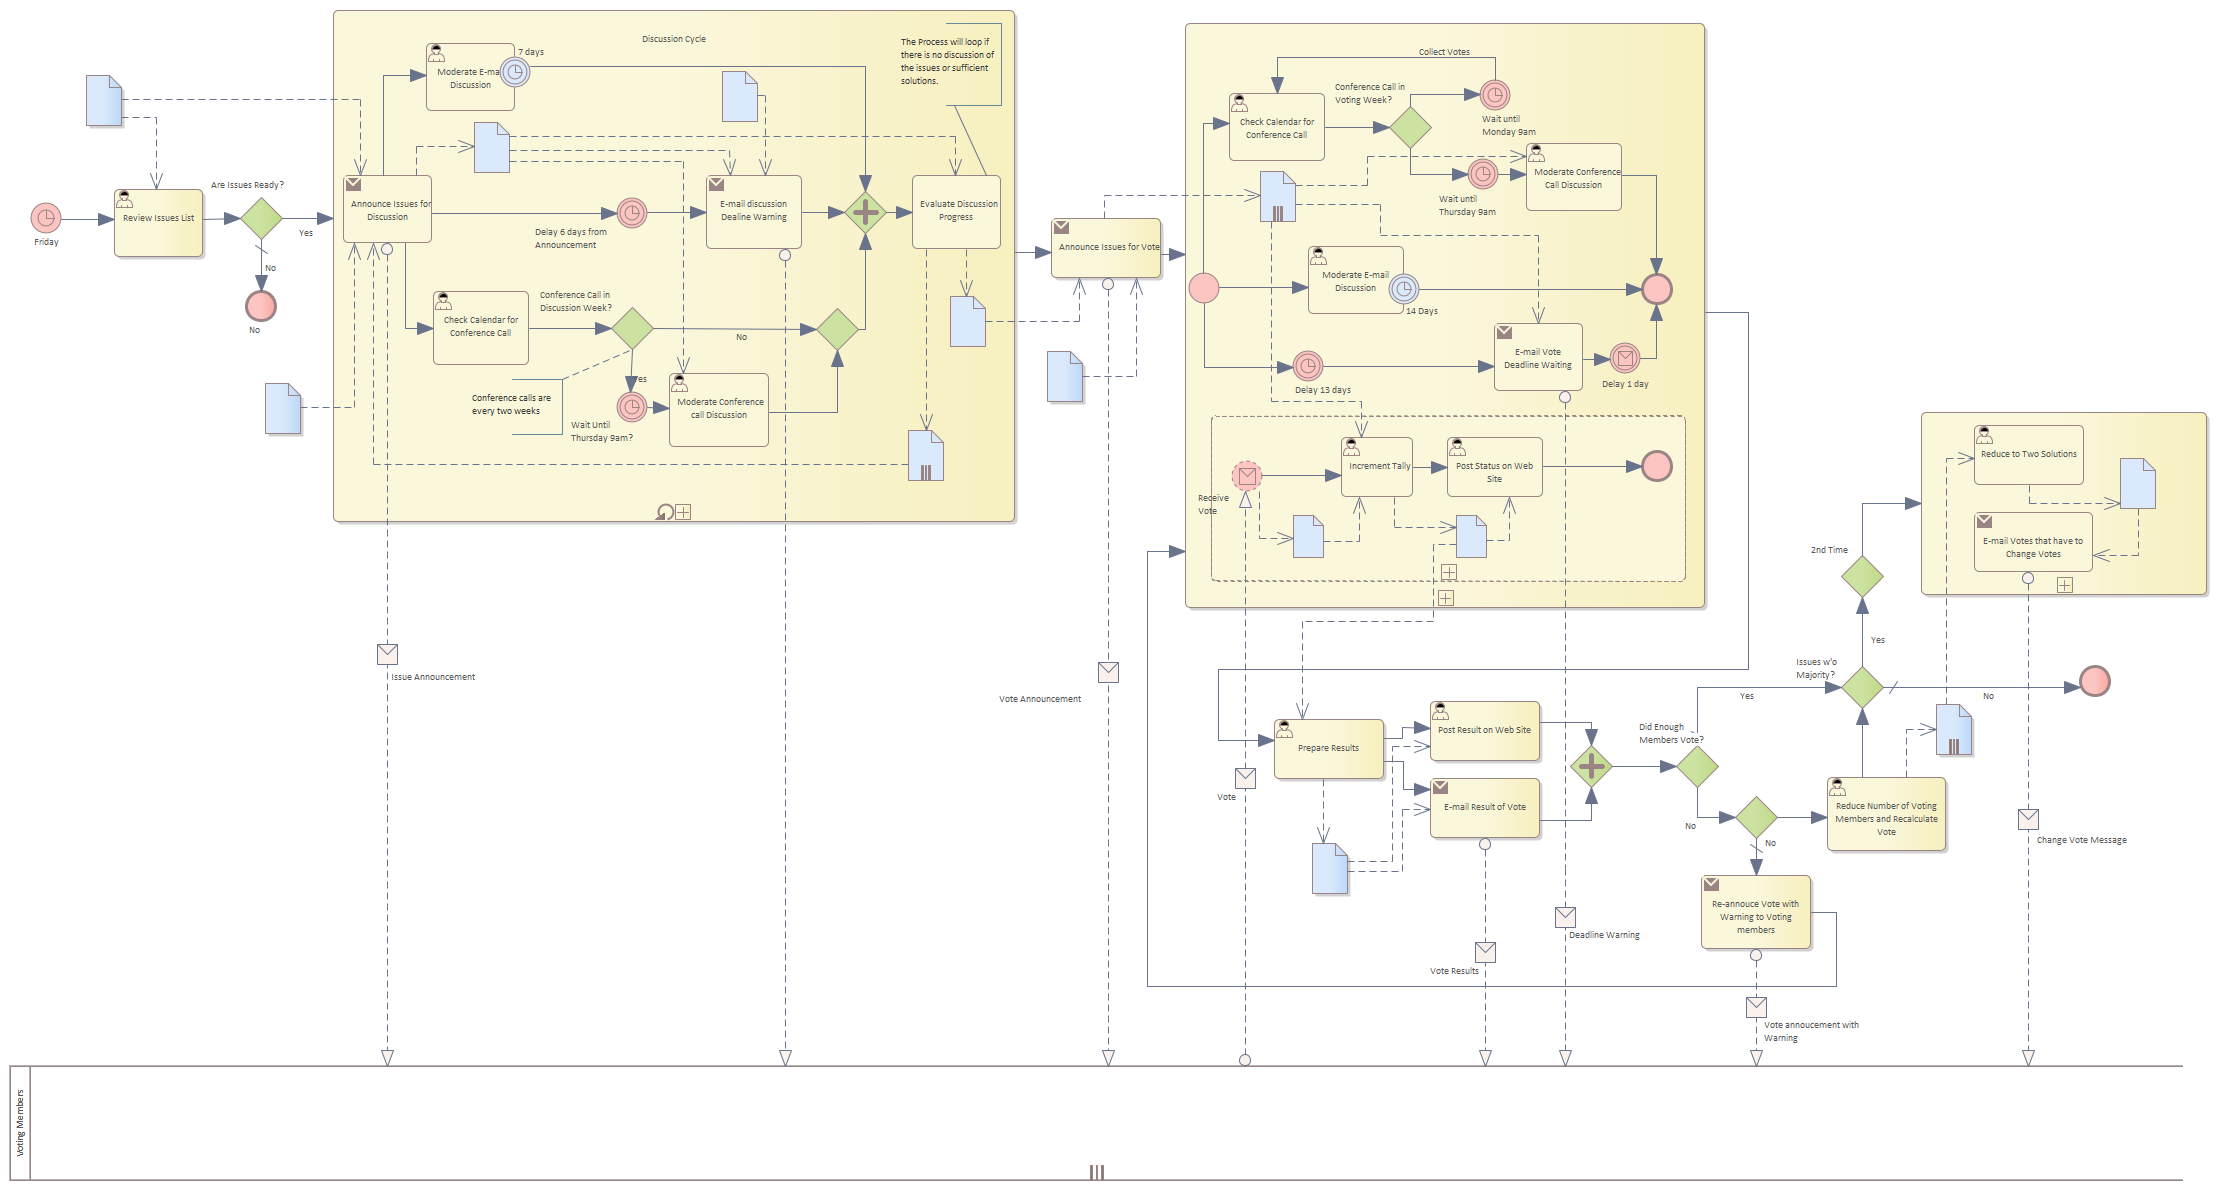 Friday
Review Issues List
Are Issues Ready?
Yes
No
No
Discussion Cycle
7 days
Moderate E-ma
Discussion
The Process will loop if
there is no discussion of
the issues or sufficient
solutions.
Announce Issues for
Discussion
Delay 6 days from
Announcement
E-mail discussion
Dealine Warning
Evaluate Discussion
Progress
Check Calendar for
Conference Call
Conference Call in
Discussion Week?
No
Yes
Conference calls are
every two weeks
Wait Until
Thursday 9am?
Moderate Conference
call Discussion
Issue Announcement
Announce Issues for Vote
Vote Announcement
Collect Votes
Check Calendar for
Conference Call
Conference Call in
Voting Week?
Wait until
Monday 9am
Wait until
Thursday 9am
Moderate Conference
Call Discussion
Moderate E-mail
Discussion
14 Days
Delay 13 days
E-mail Vote
Deadline Waiting
Delay 1 day
Receive
Vote
Increment Tally
Post Status on Web
Site
Prepare Results
Post Result on Web Site
E-mail Result of Vote
Vote
Vote Results
Deadline Warning
Did Enough
Members Vote?
Yes
No
No
Re-annouce Vote with
Warning to Voting
members
Vote annoucement with
Warning
Reduce Number of Voting
Members and Recalculate
Vote
Issues w'o
Majority?
No
Yes
2nd Time
Reduce to Two Solutions
E-mail Votes that have to
Change Votes
Change Vote Message
Voting Members